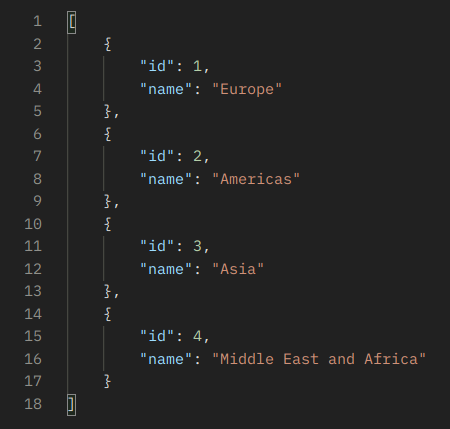 1 [
2     {
3         "id": 1,
4         "name": "Europe"
5     },
6     {
7         "id": 2,
8         "name": "Americas"
9     },
10     {
11         "id": 3,
12         "name": "Asia"
13     },
14     {
15         "id": 4,
16         "name": "Middle East and Africa"
17     }
18 ]